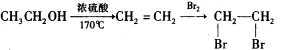 CH₃CH₂OH —浓硫酸/170℃→ CH₂=CH₂ —Br₂→ CH₂—CH₂
Br Br